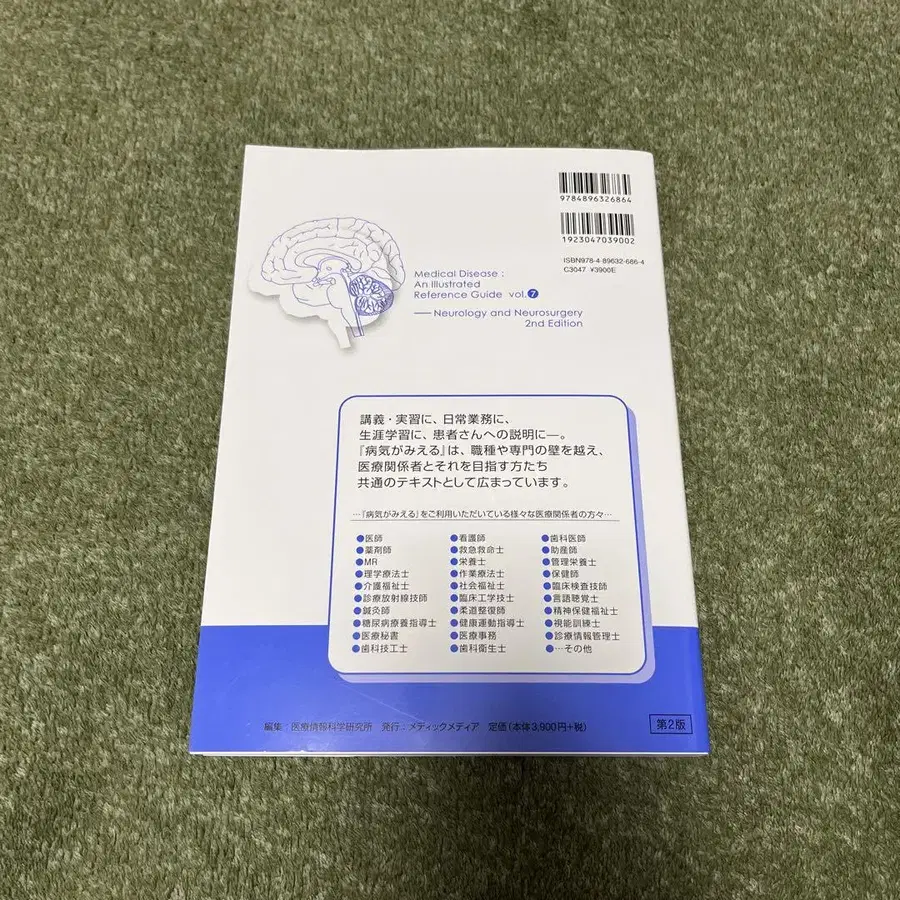 9784896326864
1923047039002
ISBN978-4-89632-686-4
C3047 ¥3900E
Medical Disease :
An Illustrated
Reference Guide vol.7
— Neurology and Neurosurgery
2nd Edition
講義・実習に、日常業務に、
生涯学習に、患者さんへの説明に―。
『病気がみえる』は、職種や専門の壁を越え、
医療関係者とそれを目指す方たち
共通のテキストとして広まっています。
…『病気がみえる』をご利用いただいている様々な医療関係者の方々…
●医師 ●看護師 ●歯科医師
●薬剤師 ●救急救命士 ●助産師
●MR ●栄養士 ●管理栄養士
●理学療法士 ●作業療法士 ●保健師
●介護福祉士 ●社会福祉士 ●臨床検査技師
●診療放射線技師 ●臨床工学技士 ●言語聴覚士
●鍼灸師 ●柔道整復師 ●精神保健福祉士
●糖尿病療養指導士 ●健康運動指導士 ●視能訓練士
●医療秘書 ●医療事務 ●診療情報管理士
●歯科技工士 ●歯科衛生士 ●…その他
編集：医療情報科学研究所 発行：メディックメディア 定価（本体3,900円+税）
第2版